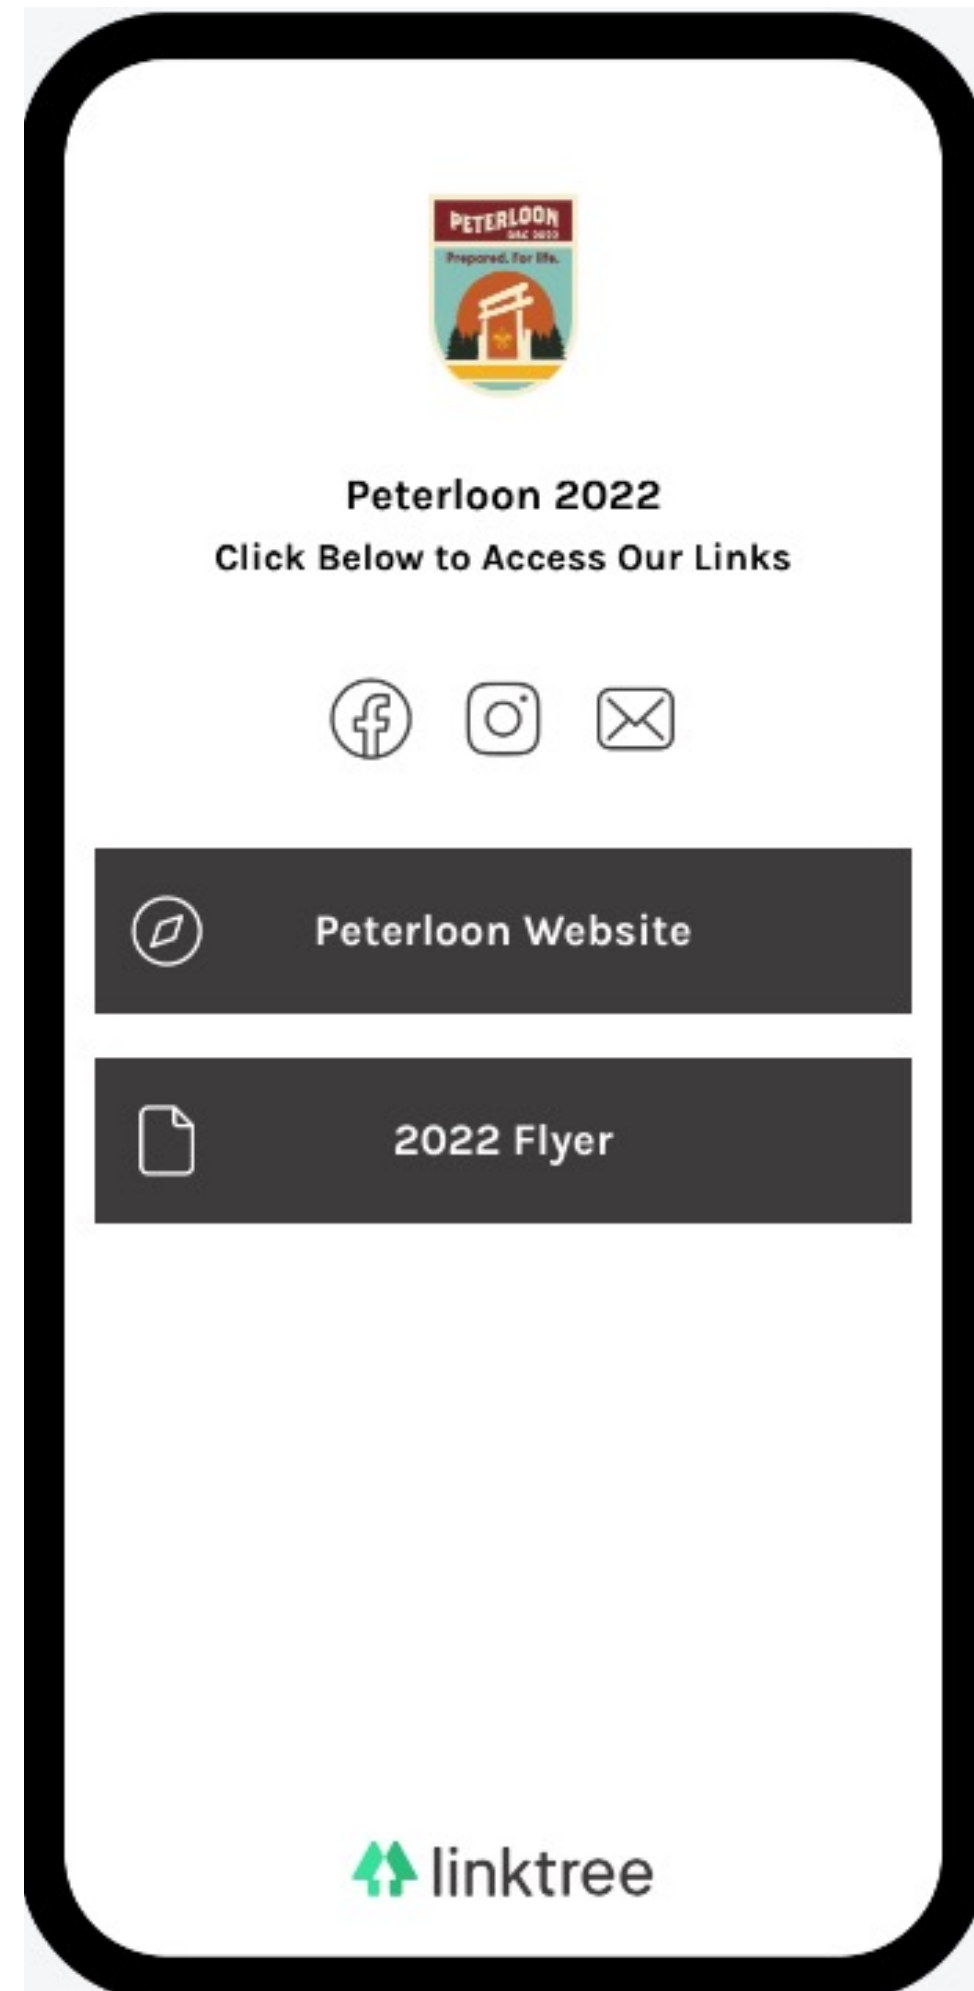 PETERLOON
Prepared. For life.
Peterloon 2022
Click Below to Access Our Links
Peterloon Website
2022 Flyer
linktree